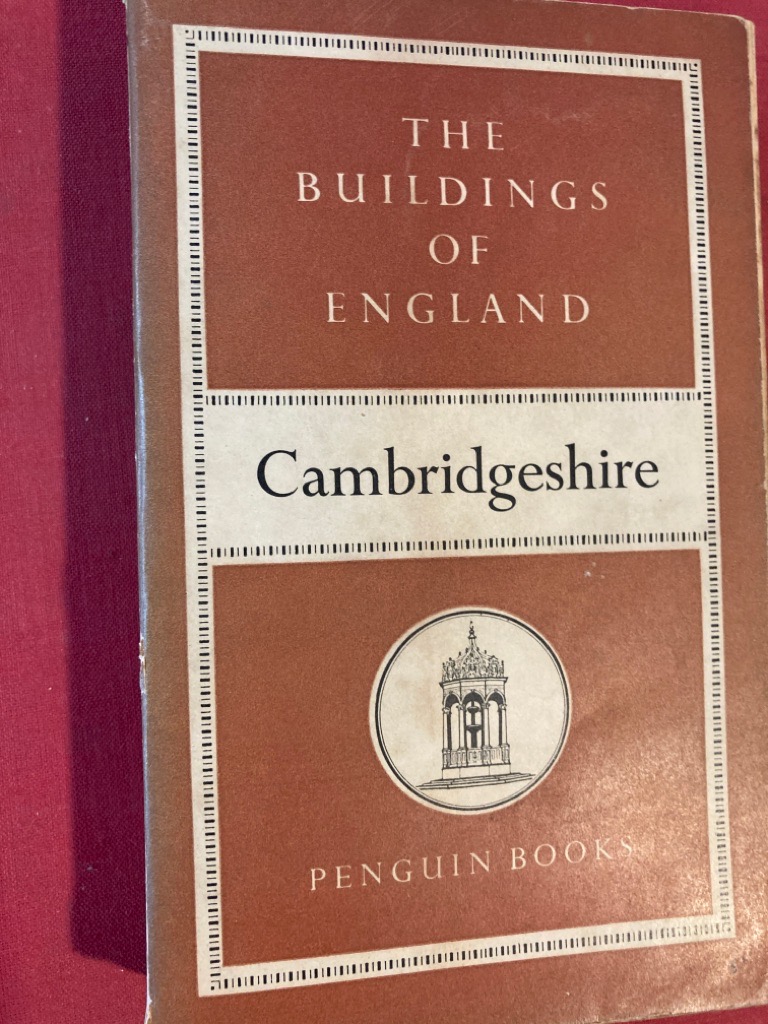 THE
BUILDINGS
OF
ENGLAND
Cambridgeshire
PENGUIN BOOKS